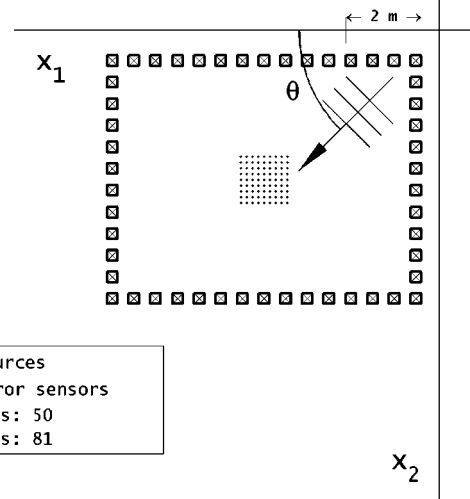 2 m
x1
θ
urces
ror sensors
s: 50
s: 81
x2